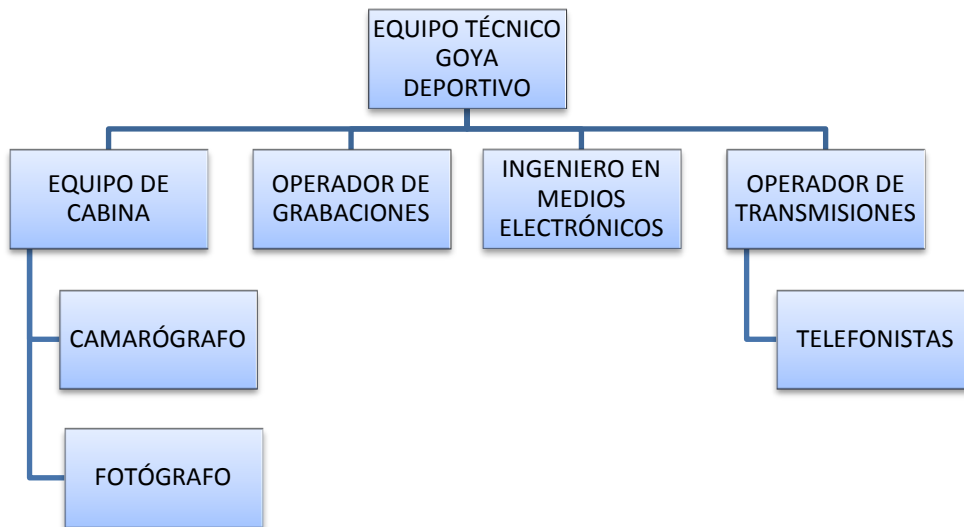 EQUIPO TÉCNICO
GOYA
DEPORTIVO
EQUIPO DE
CABINA
OPERADOR DE
GRABACIONES
INGENIERO EN
MEDIOS
ELECTRÓNICOS
OPERADOR DE
TRANSMISIONES
CAMARÓGRAFO
TELEFONISTAS
FOTÓGRAFO